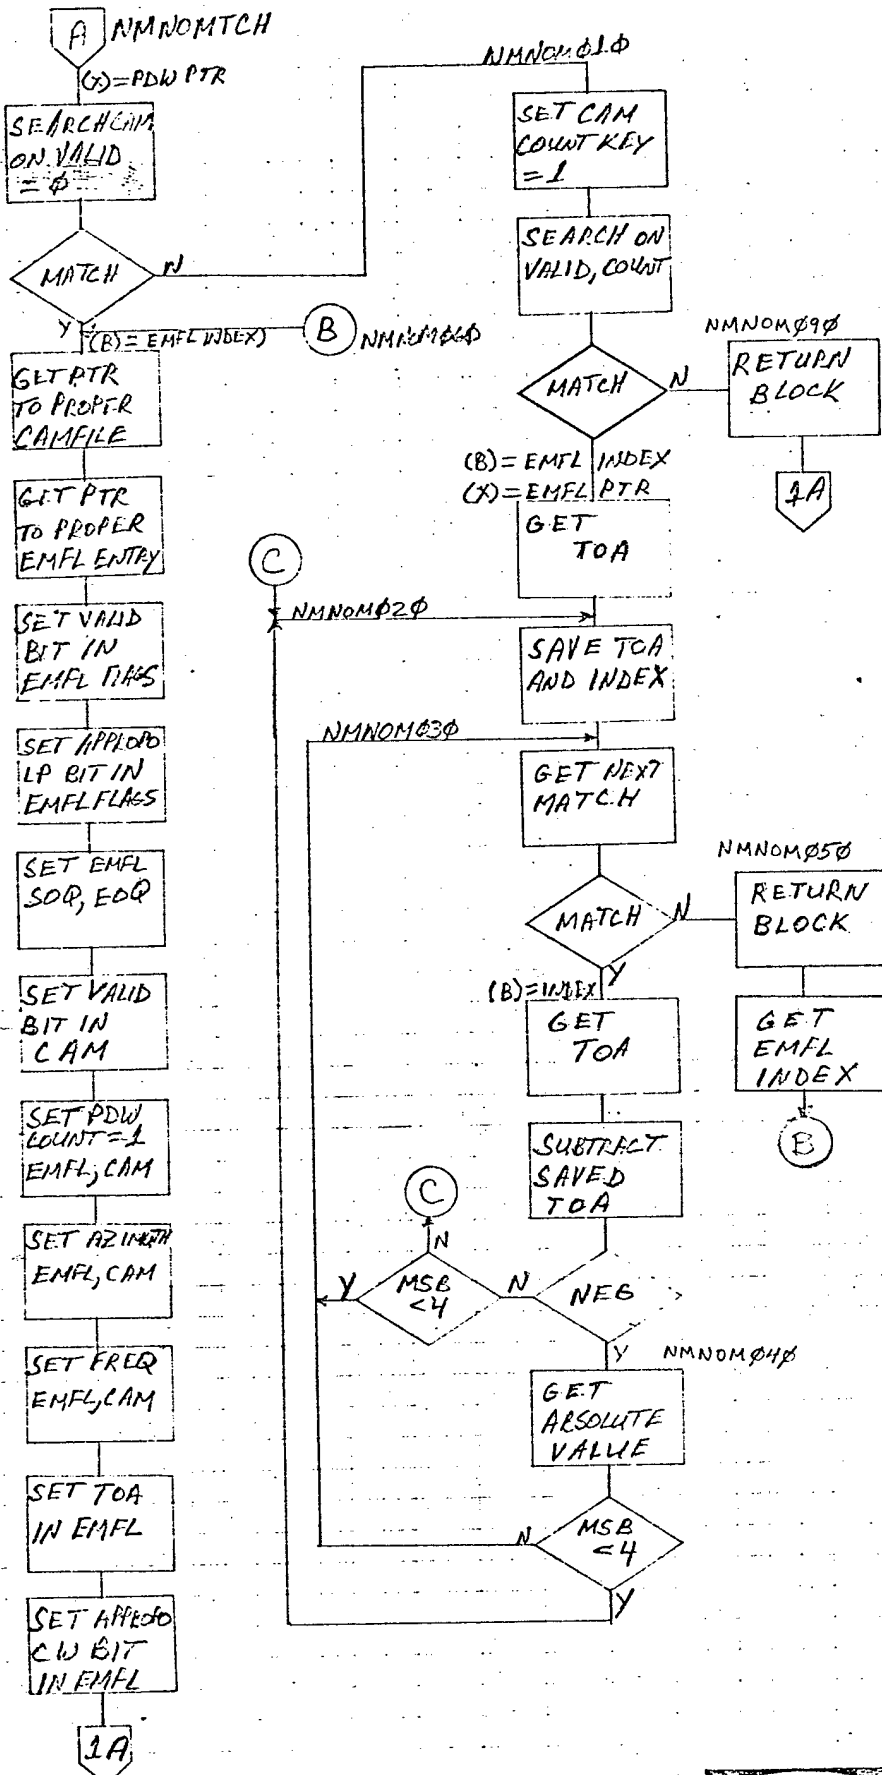 A NMNOMTCH
(X)=PDW PTR
SEARCH CAM
ON VALID
= ϕ
MATCH
N
Y
(B)= EMFL INDEX)
B
GET PTR
TO PROPER
CAMFILE
GET PTR
TO PROPER
EMFL ENTRY
SET VALID
BIT IN
EMFL FLAGS
SET APPROPO
LP BIT IN
EMFL FLAGS
SET EMFL
SOQ, EOQ
SET VALID
BIT IN
CAM
SET PDW
COUNT=1
EMFL, CAM
SET AZIMUTH
EMFL, CAM
SET FREQ
EMFL, CAM
SET TOA
IN EMFL
SET APPROPO
CW BIT
IN EMFL
1A
NMNOMϕ1ϕ
SET CAM
COUNT KEY
= 1
SEARCH ON
VALID, COUNT
MATCH
N
NMNOMϕ9ϕ
RETURN
BLOCK
1A
(B)= EMFL INDEX
(X)= EMFL PTR
GET
TOA
C
NMNOMϕ2ϕ
SAVE TOA
AND INDEX
NMNOMϕ3ϕ
GET NEXT
MATCH
MATCH
N
NMNOMϕ5ϕ
RETURN
BLOCK
GET
EMFL
INDEX
B
Y
(B)=INDEX
GET
TOA
SUBTRACT
SAVED
TOA
NEG
N
MSB
<4
Y
N
C
Y
NMNOMϕ4ϕ
GET
ABSOLUTE
VALUE
MSB
<4
N
Y